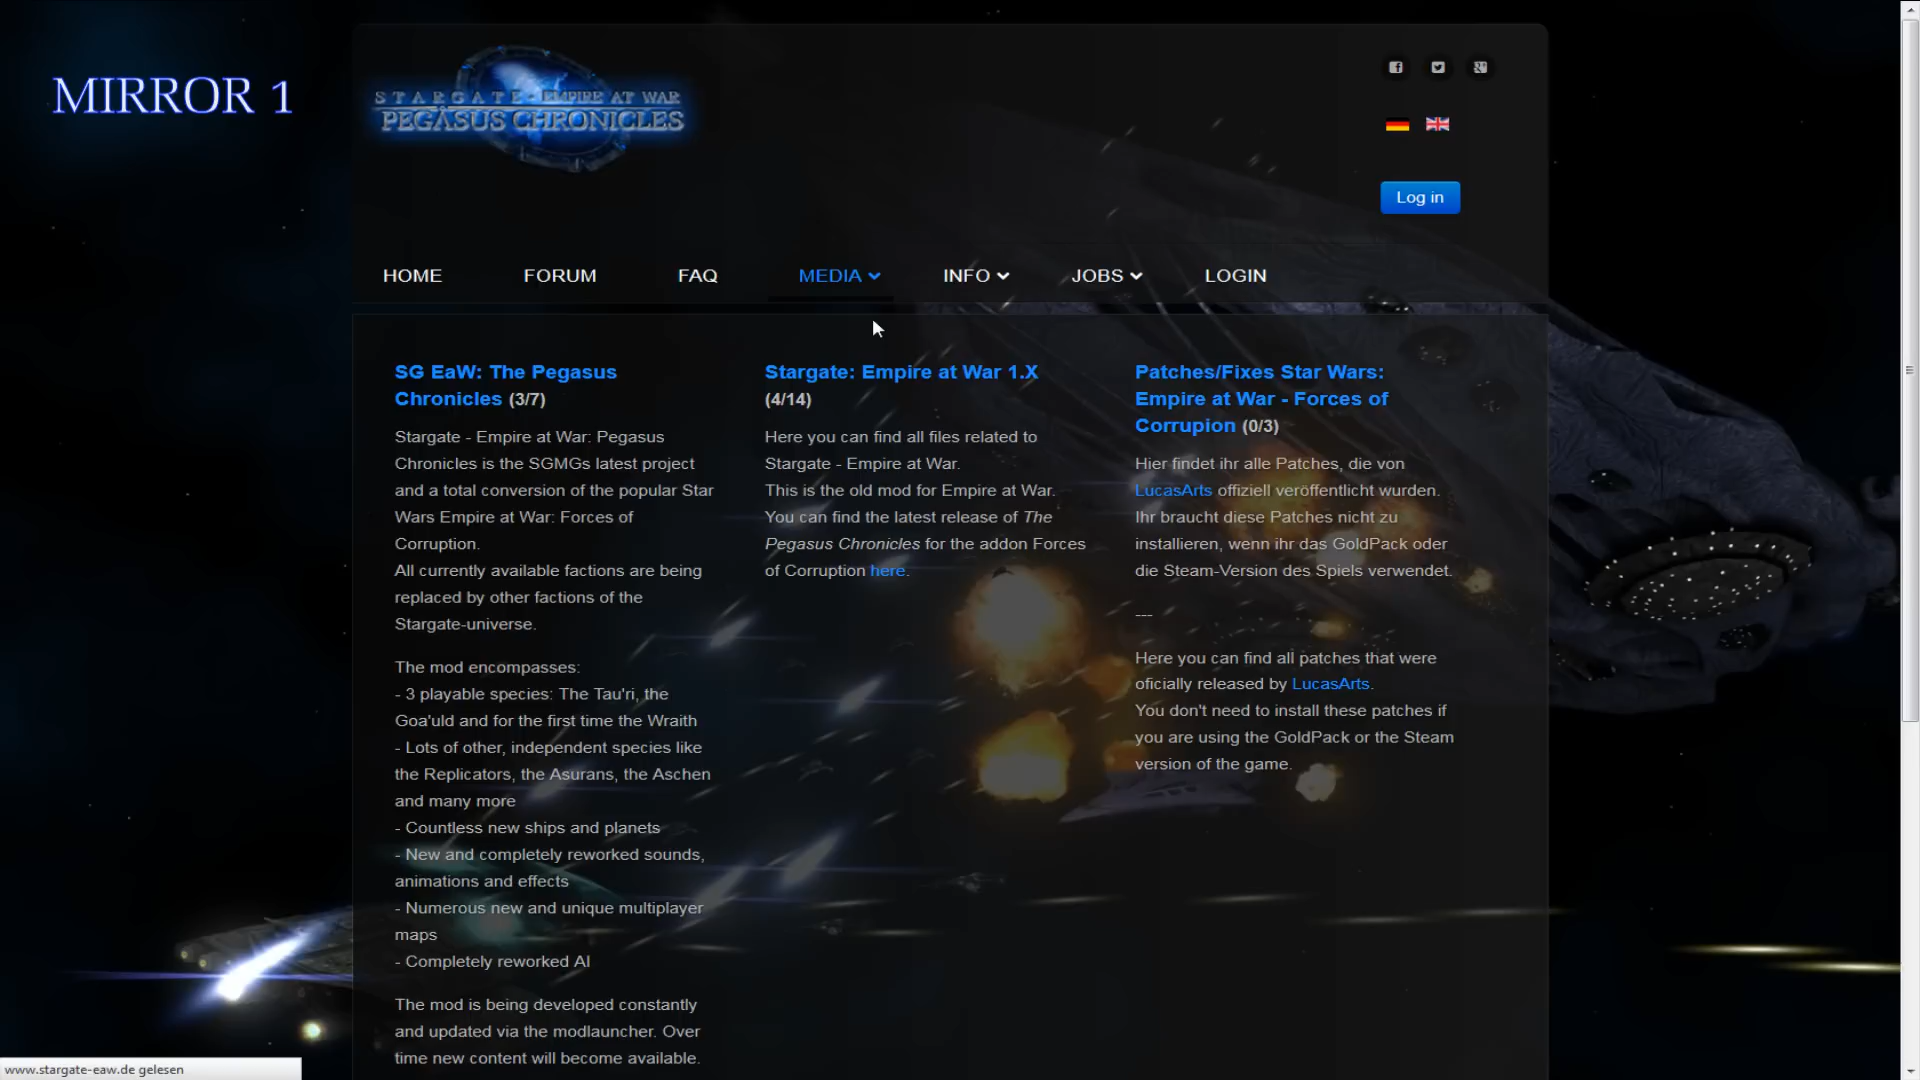 MIRROR 1
STARGATE - EMPIRE AT WAR
PEGASUS CHRONICLES
Log in
HOME FORUM FAQ MEDIA INFO JOBS LOGIN
SG EaW: The Pegasus
Chronicles (3/7)
Stargate - Empire at War: Pegasus
Chronicles is the SGMGs latest project
and a total conversion of the popular Star
Wars Empire at War: Forces of
Corruption.
All currently available factions are being
replaced by other factions of the
Stargate-universe.
The mod encompasses:
- 3 playable species: The Tau'ri, the
Goa'uld and for the first time the Wraith
- Lots of other, independent species like
the Replicators, the Asurans, the Aschen
and many more
- Countless new ships and planets
- New and completely reworked sounds,
animations and effects
- Numerous new and unique multiplayer
maps
- Completely reworked AI
The mod is being developed constantly
and updated via the modlauncher. Over
time new content will become available.
Stargate: Empire at War 1.X
(4/14)
Here you can find all files related to
Stargate - Empire at War.
This is the old mod for Empire at War.
You can find the latest release of The
Pegasus Chronicles for the addon Forces
of Corruption here.
Patches/Fixes Star Wars:
Empire at War - Forces of
Corrupion (0/3)
Hier findet ihr alle Patches, die von
LucasArts offiziell veröffentlicht wurden.
Ihr braucht diese Patches nicht zu
installieren, wenn ihr das GoldPack oder
die Steam-Version des Spiels verwendet.
---
Here you can find all patches that were
oficially released by LucasArts.
You don't need to install these patches if
you are using the GoldPack or the Steam
version of the game.
www.stargate-eaw.de gelesen